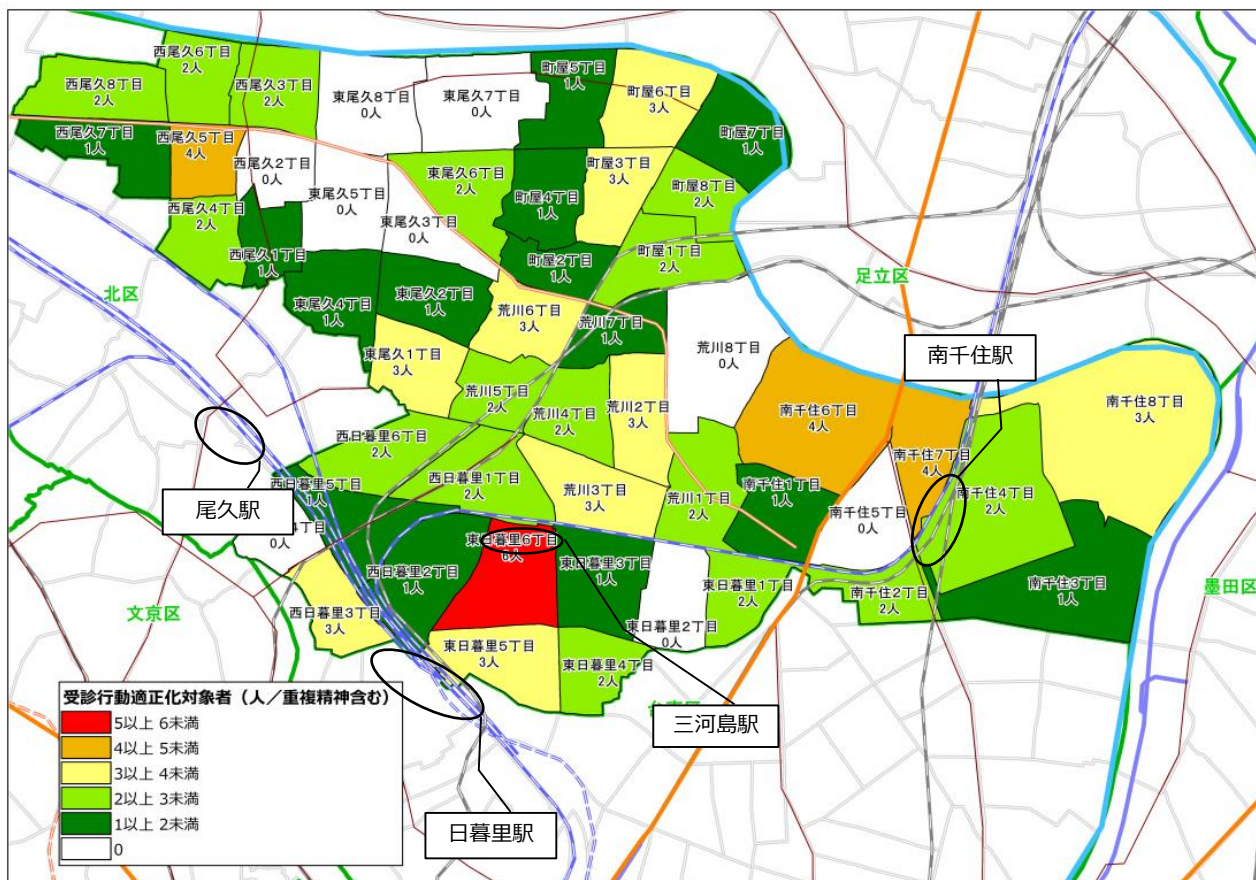 西尾久6丁目
2人
西尾久8丁目
2人
西尾久3丁目
2人
東尾久8丁目
0人
東尾久7丁目
0人
町屋5丁目
1人
町屋6丁目
3人
西尾久7丁目
1人
西尾久5丁目
4人
西尾久2丁目
0人
町屋7丁目
1人
東尾久6丁目
2人
町屋3丁目
3人
町屋8丁目
2人
東尾久5丁目
0人
町屋4丁目
1人
西尾久4丁目
2人
東尾久3丁目
0人
西尾久1丁目
1人
町屋2丁目
1人
町屋1丁目
2人
足立区
北区
東尾久4丁目
1人
東尾久2丁目
1人
荒川6丁目
3人
荒川7丁目
1人
荒川8丁目
0人
南千住駅
東尾久1丁目
3人
荒川5丁目
2人
荒川4丁目
2人
荒川2丁目
3人
南千住6丁目
4人
南千住8丁目
3人
西日暮里6丁目
2人
南千住7丁目
4人
西日暮里1丁目
2人
荒川3丁目
3人
荒川1丁目
2人
南千住1丁目
1人
南千住4丁目
2人
西日暮里5丁目
1人
尾久駅
南千住5丁目
0人
4丁目
0人
東日暮里6丁目
6人
西日暮里2丁目
1人
東日暮里3丁目
1人
東日暮里1丁目
2人
南千住2丁目
2人
南千住3丁目
1人
墨田区
文京区
西日暮里3丁目
3人
東日暮里2丁目
0人
東日暮里5丁目
3人
東日暮里4丁目
2人
三河島駅
受診行動適正化対象者（人／重複精神含む）
5以上 6未満
4以上 5未満
3以上 4未満
2以上 3未満
1以上 2未満
0
日暮里駅